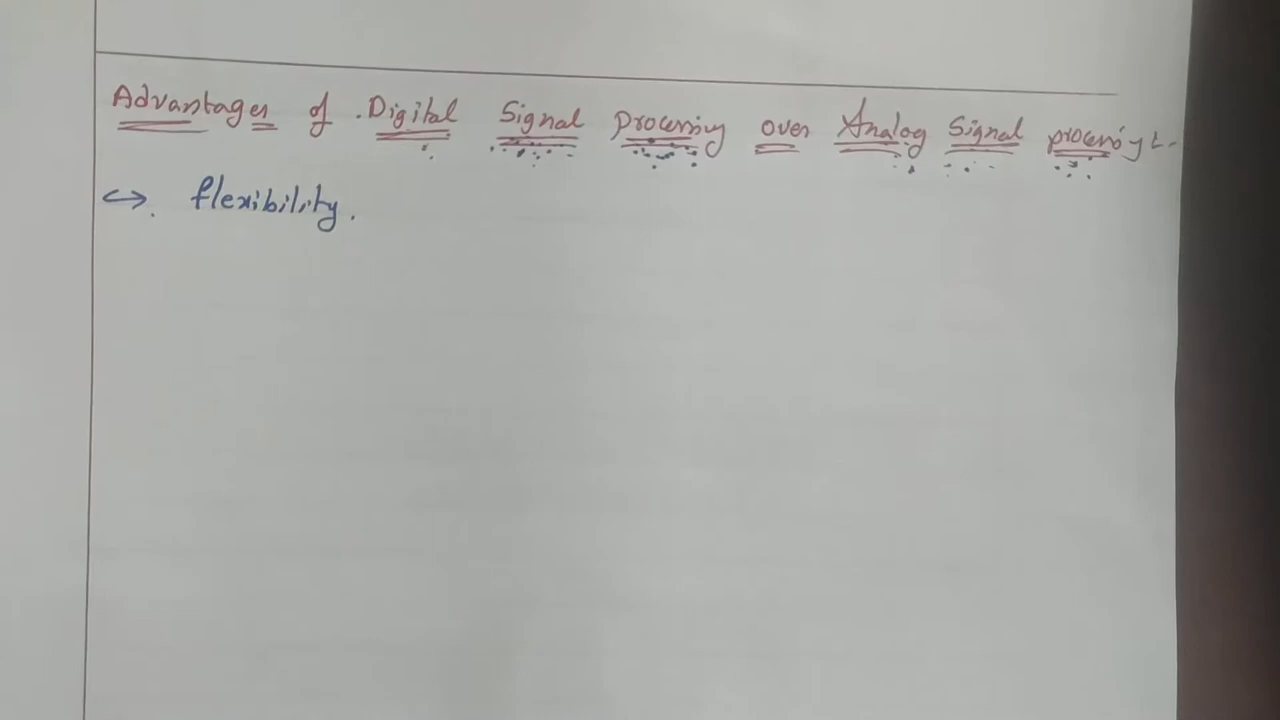 Advantages of Digital Signal Processing over Analog Signal processing :-
↔ flexibility.